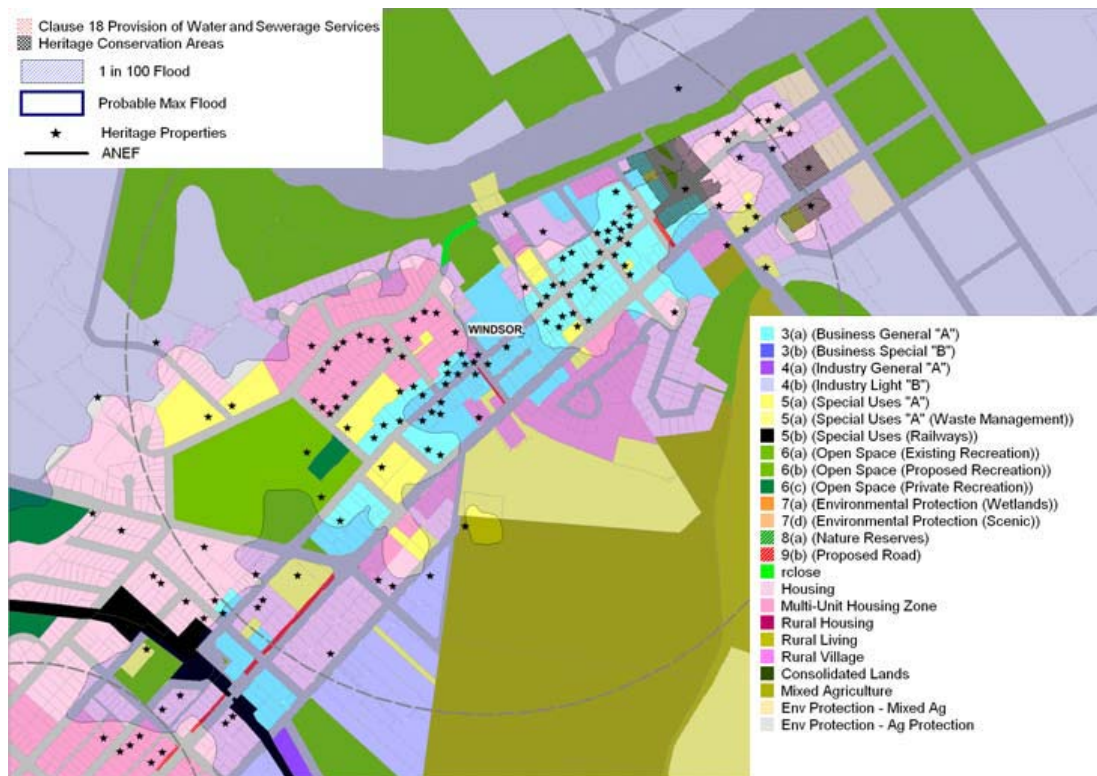 Clause 18 Provision of Water and Sewerage Services
Heritage Conservation Areas
1 in 100 Flood
Probable Max Flood
Heritage Properties
ANEF
WINDSOR
3(a) (Business General "A")
3(b) (Business Special "B")
4(a) (Industry General "A")
4(b) (Industry Light "B")
5(a) (Special Uses "A")
5(a) (Special Uses "A" (Waste Management))
5(b) (Special Uses (Railways))
6(a) (Open Space (Existing Recreation))
6(b) (Open Space (Proposed Recreation))
6(c) (Open Space (Private Recreation))
7(a) (Environmental Protection (Wetlands))
7(d) (Environmental Protection (Scenic))
8(a) (Nature Reserves)
9(b) (Proposed Road)
rclose
Housing
Multi-Unit Housing Zone
Rural Housing
Rural Living
Rural Village
Consolidated Lands
Mixed Agriculture
Env Protection - Mixed Ag
Env Protection - Ag Protection